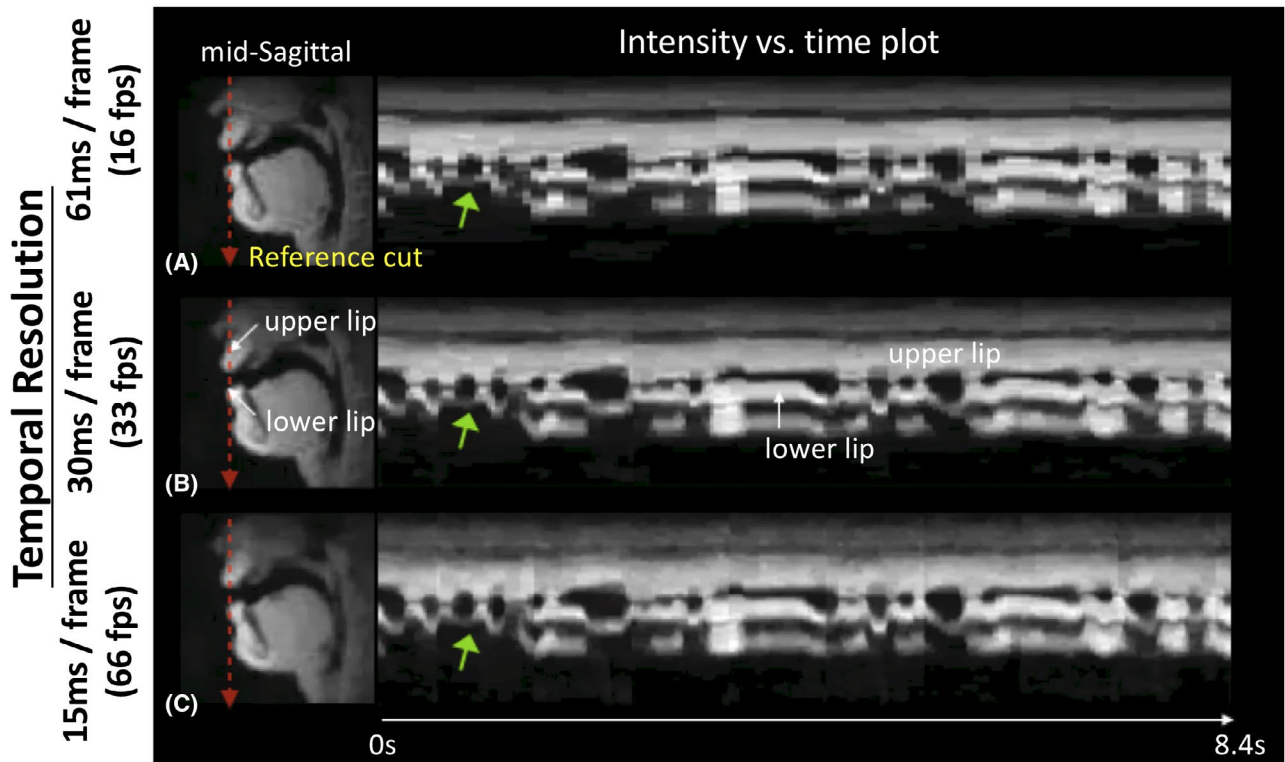 Temporal Resolution
61ms / frame
(16 fps)
30ms / frame
(33 fps)
15ms / frame
(66 fps)
mid-Sagittal
Intensity vs. time plot
Reference cut
(A)
upper lip
lower lip
upper lip
lower lip
(B)
(C)
0s
8.4s